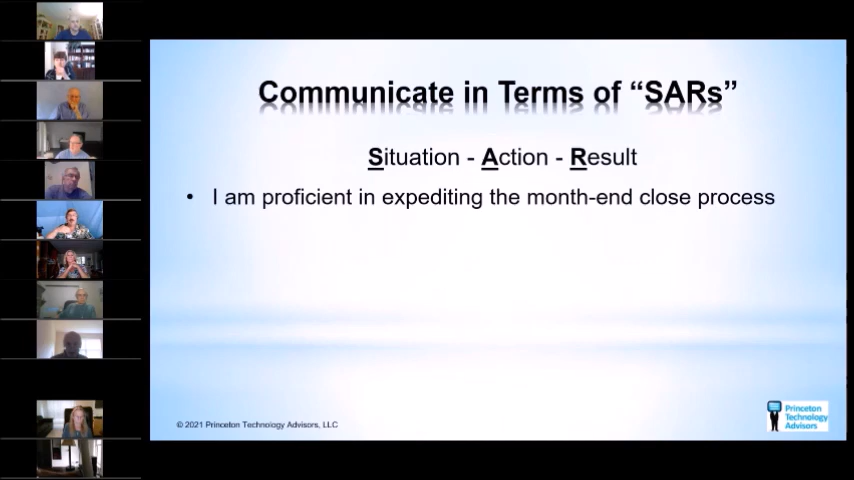 Communicate in Terms of “SARs”
Situation - Action - Result
• I am proficient in expediting the month-end close process
© 2021 Princeton Technology Advisors, LLC
Princeton
Technology
Advisors